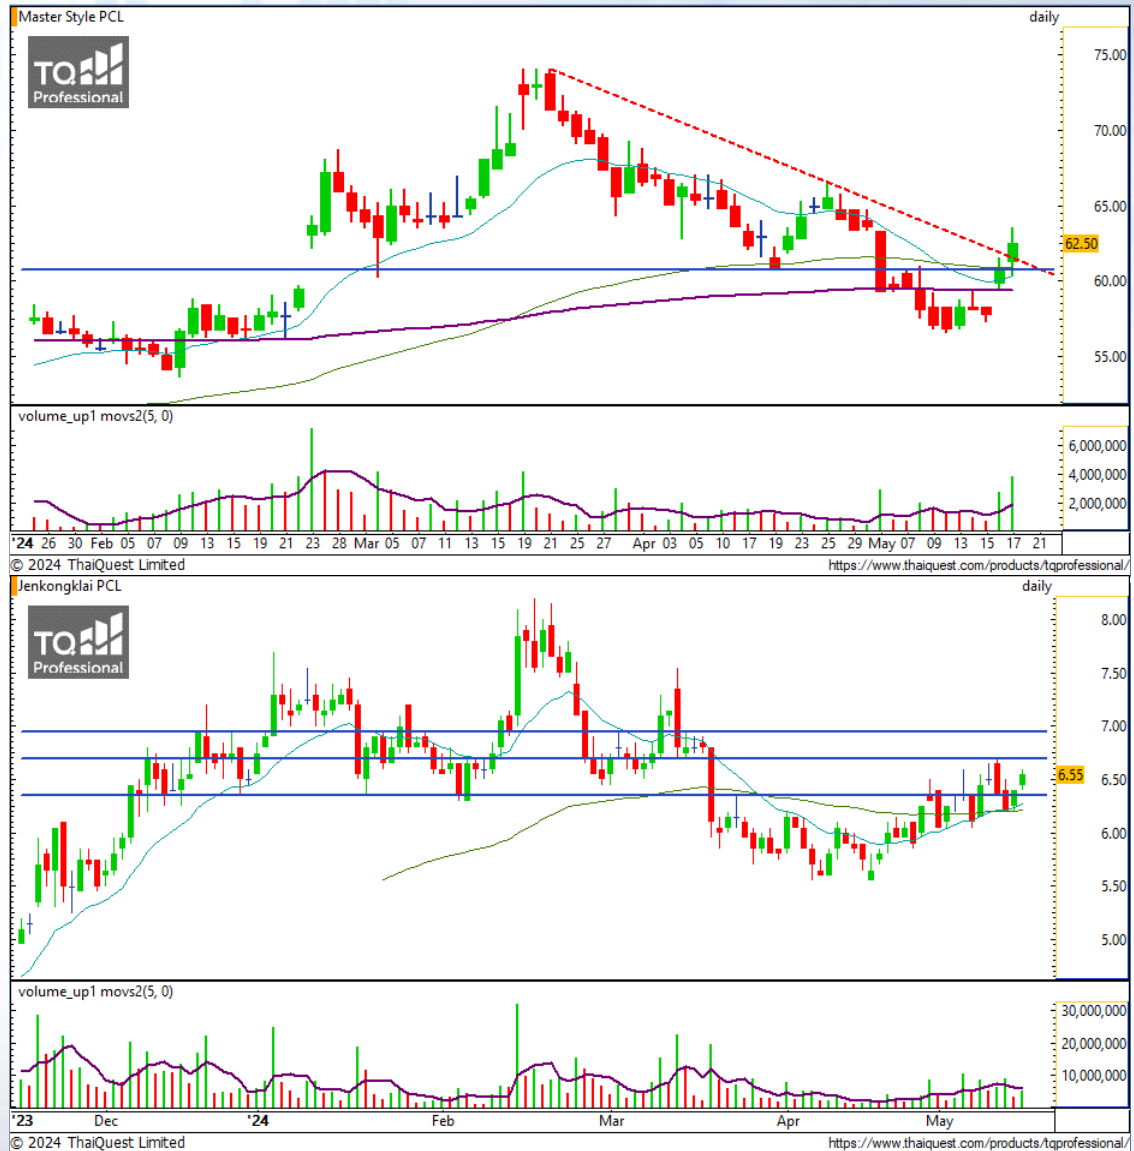 Master Style PCL daily
TQ
Professional
75.00
70.00
65.00
62.50
60.00
55.00
volume_up1 movs2(5, 0)
6,000,000
4,000,000
2,000,000
'24 26 30 Feb 05 07 09 13 15 19 21 23 28 Mar 05 07 11 13 15 19 21 25 27 Apr 03 05 10 17 19 23 25 29 May 07 09 13 15 17 21
© 2024 ThaiQuest Limited https://www.thaiquest.com/products/tqprofessional/
Jenkongklai PCL daily
TQ
Professional
8.00
7.50
7.00
6.50
6.55
6.00
5.50
5.00
volume_up1 movs2(5, 0)
30,000,000
20,000,000
10,000,000
'23 Dec '24 Feb Mar Apr May
© 2024 ThaiQuest Limited https://www.thaiquest.com/products/tqprofessional/